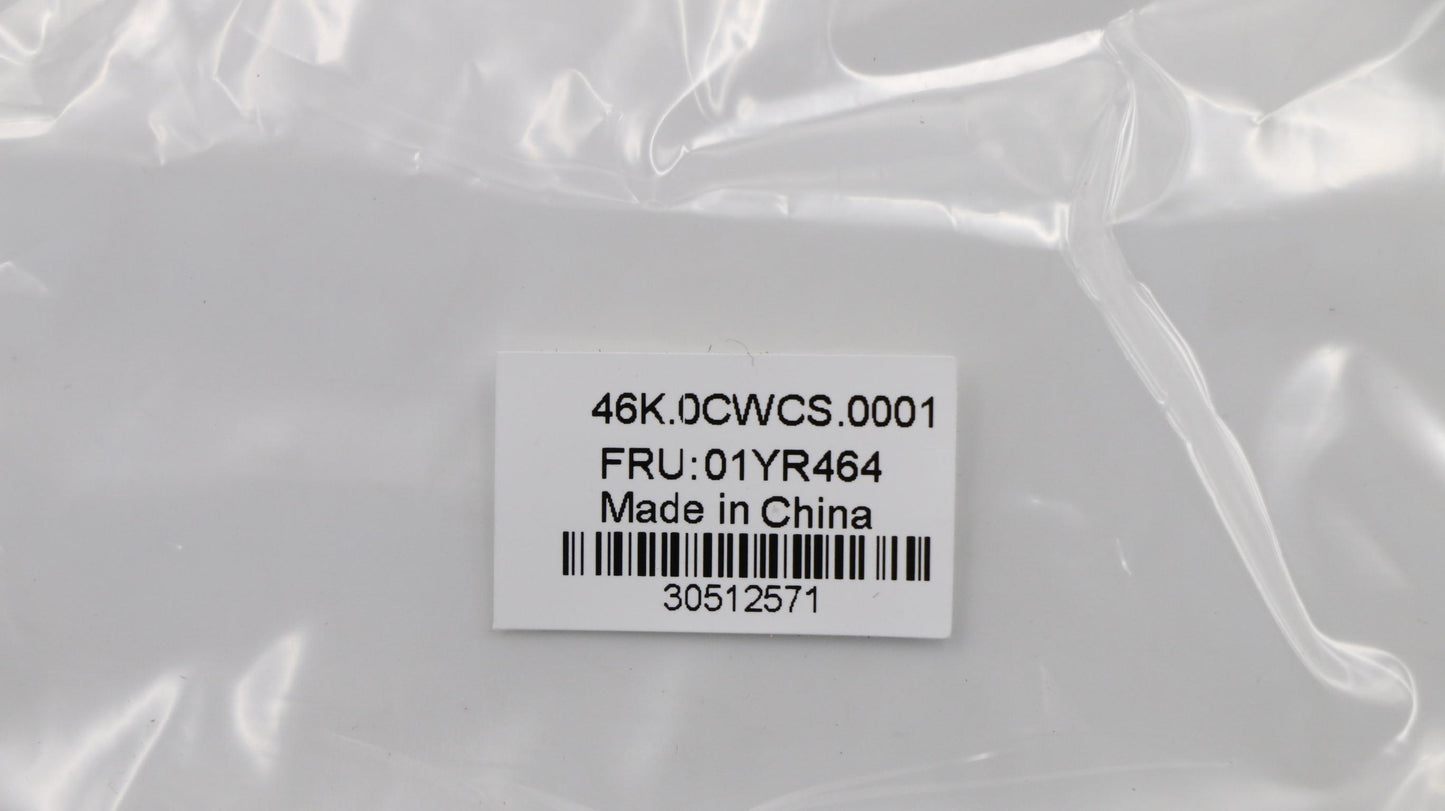 46K.0CWCS.0001
FRU:01YR464
Made in China
30512571